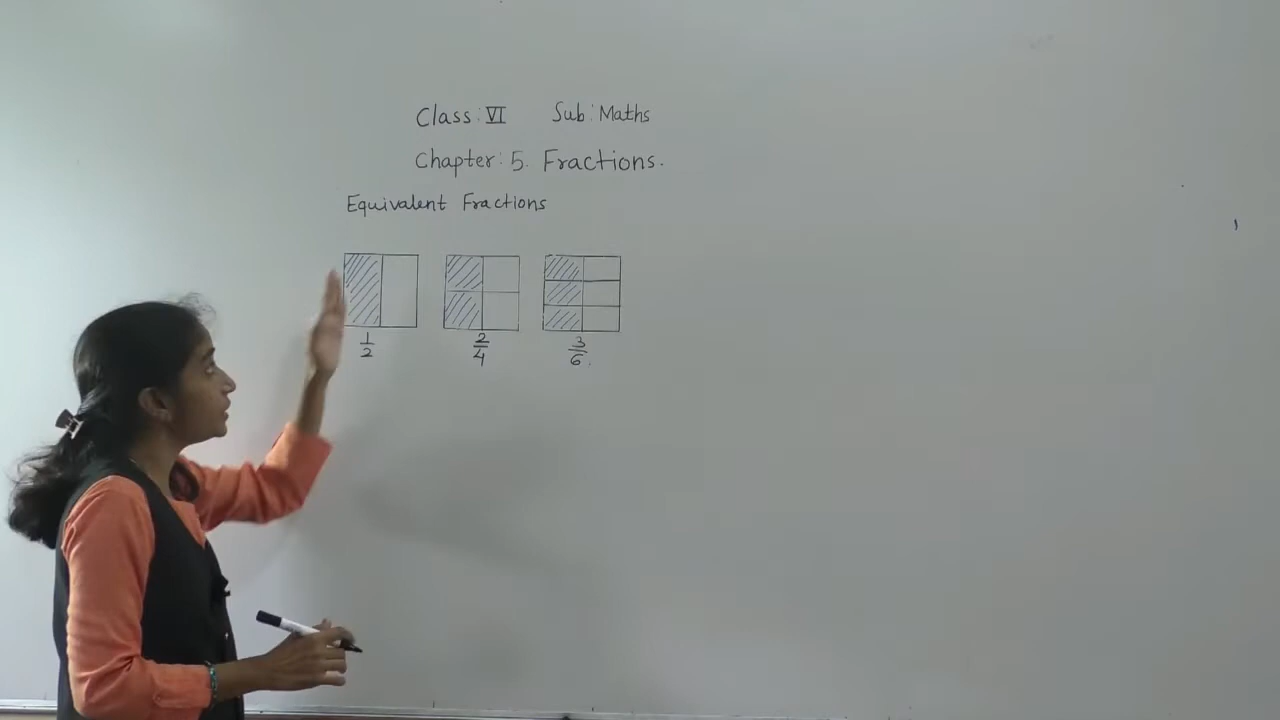 Class: VI Sub: Maths
Chapter: 5. Fractions.
Equivalent Fractions
1/2 2/4 3/6.